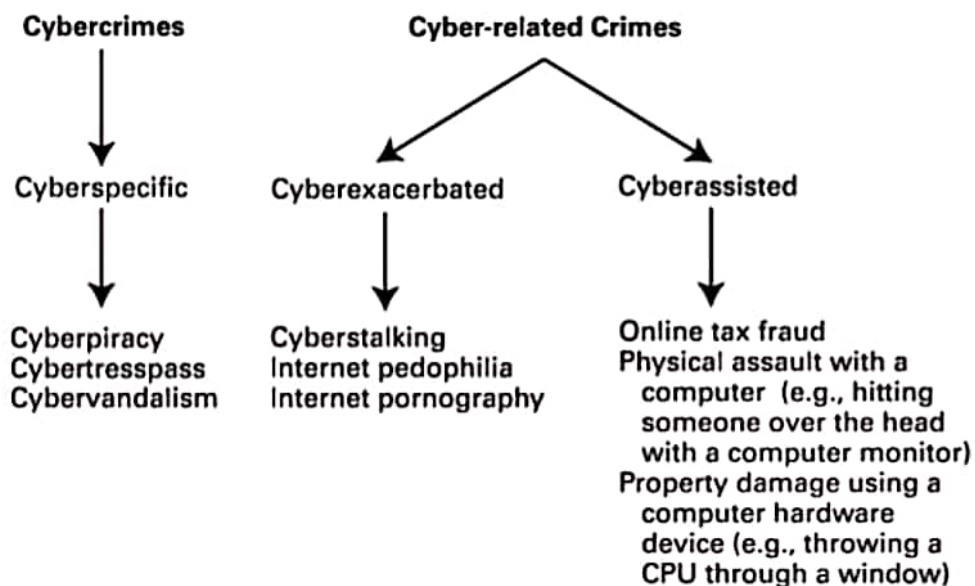 Cybercrimes
Cyber-related Crimes
Cyberspecific
Cyberexacerbated
Cyberassisted
Cyberpiracy
Cybertresspass
Cybervandalism
Cyberstalking
Internet pedophilia
Internet pornography
Online tax fraud
Physical assault with a
computer (e.g., hitting
someone over the head
with a computer monitor)
Property damage using a
computer hardware
device (e.g., throwing a
CPU through a window)